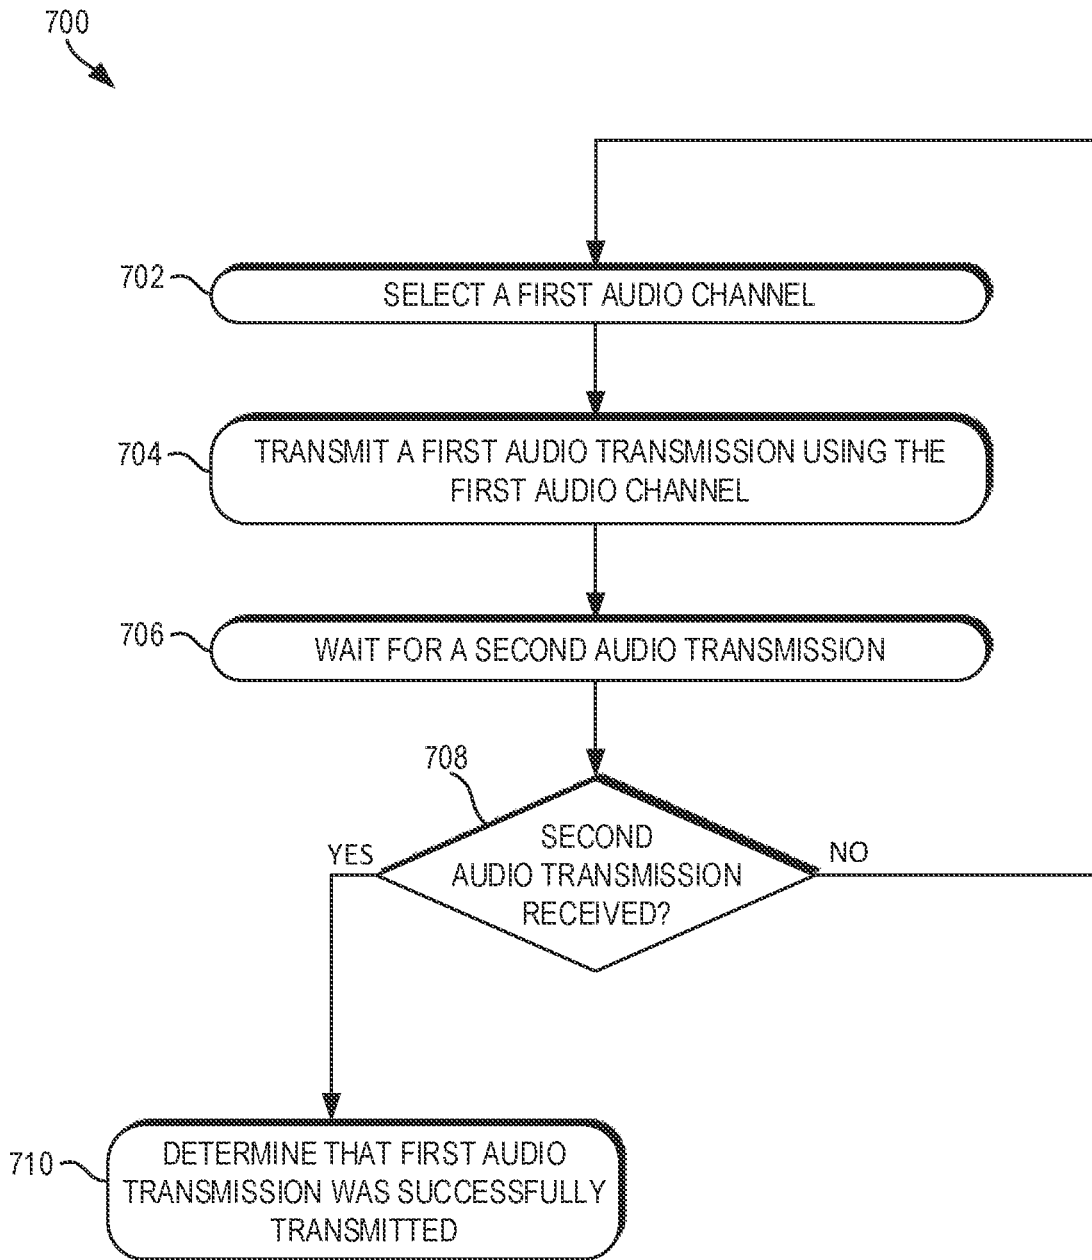 700
702
SELECT A FIRST AUDIO CHANNEL
704
TRANSMIT A FIRST AUDIO TRANSMISSION USING THE
FIRST AUDIO CHANNEL
706
WAIT FOR A SECOND AUDIO TRANSMISSION
708
SECOND
AUDIO TRANSMISSION
RECEIVED?
YES
NO
710
DETERMINE THAT FIRST AUDIO
TRANSMISSION WAS SUCCESSFULLY
TRANSMITTED